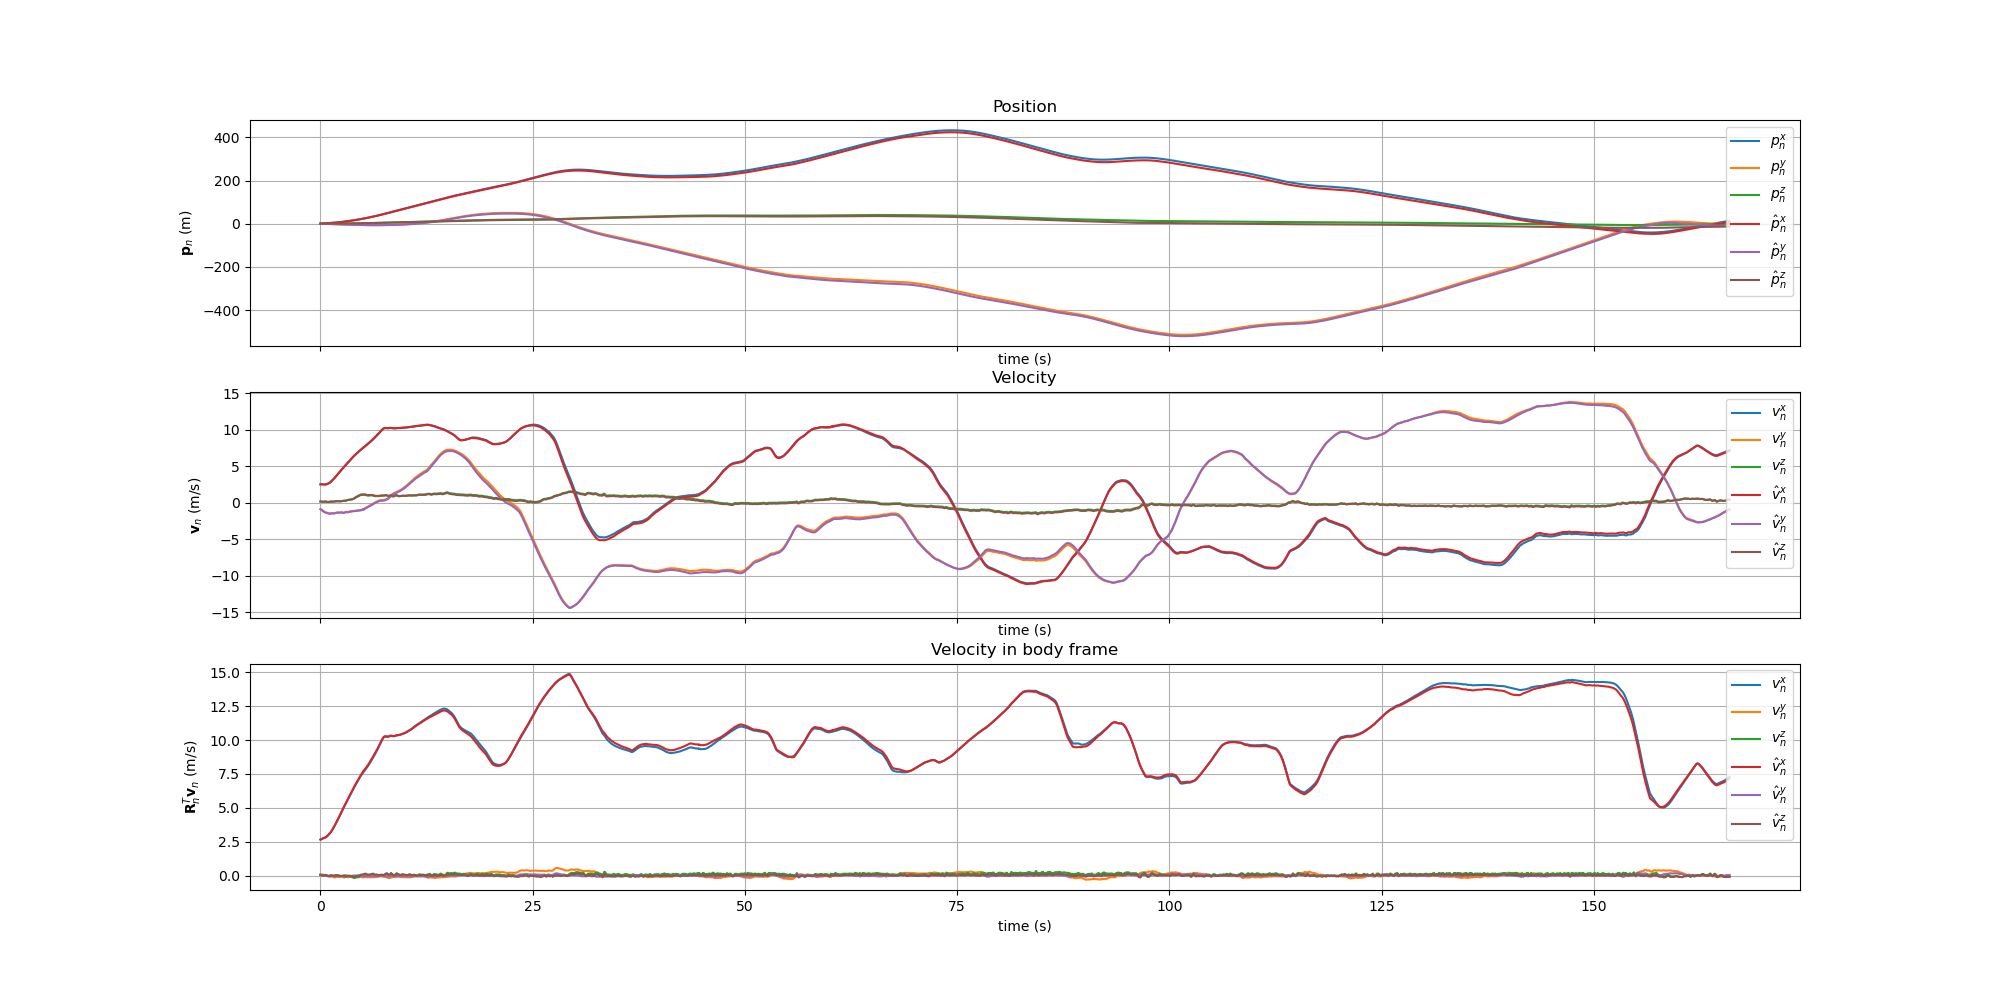 Position
400
200
0
−200
−400
p_n (m)
p_n^x
p_n^y
p_n^z
p̂_n^x
p̂_n^y
p̂_n^z
time (s)
Velocity
15
10
5
0
−5
−10
−15
v_n (m/s)
v_n^x
v_n^y
v_n^z
v̂_n^x
v̂_n^y
v̂_n^z
time (s)
Velocity in body frame
15.0
12.5
10.0
7.5
5.0
2.5
0.0
R_n^T v_n (m/s)
v_n^x
v_n^y
v_n^z
v̂_n^x
v̂_n^y
v̂_n^z
0 25 50 75 100 125 150
time (s)